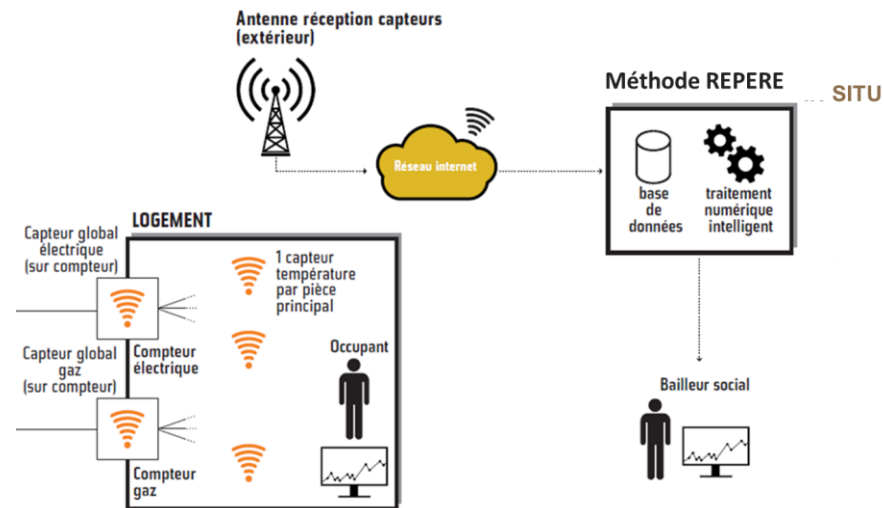 Antenne réception capteurs
(extérieur)
Méthode REPERE
SITU
Réseau internet
base
de
données
traitement
numérique
intelligent
LOGEMENT
Capteur global
électrique
(sur compteur)
1 capteur
température
par pièce
principal
Compteur
électrique
Occupant
Capteur global
gaz
(sur compteur)
Compteur
gaz
Bailleur social